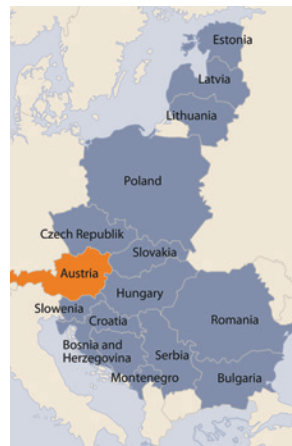 Estonia
Latvia
Lithuania
Poland
Czech Republik
Slovakia
Austria
Hungary
Slowenia
Croatia
Romania
Bosnia and
Herzegovina
Serbia
Montenegro
Bulgaria